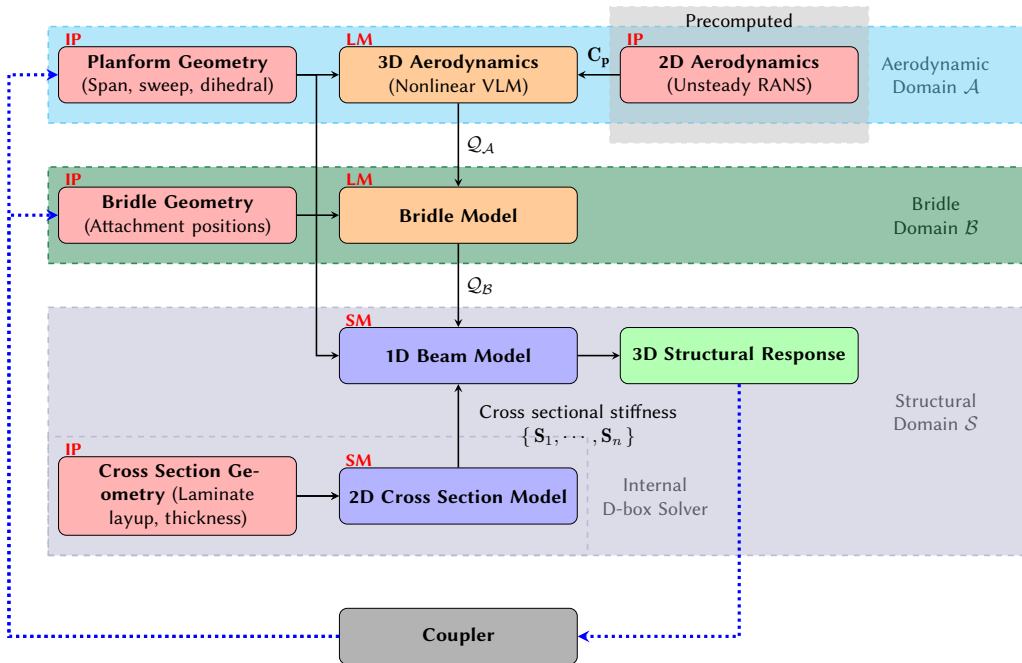 Precomputed
IP
LM
IP
Planform Geometry
(Span, sweep, dihedral)
3D Aerodynamics
(Nonlinear VLM)
C_p
2D Aerodynamics
(Unsteady RANS)
Aerodynamic
Domain 𝒜
𝒬_𝒜
IP
LM
Bridle Geometry
(Attachment positions)
Bridle Model
Bridle
Domain ℬ
𝒬_ℬ
SM
1D Beam Model
3D Structural Response
Structural
Domain 𝒮
Cross sectional stiffness
{ S_1, ⋯ , S_n }
IP
SM
Cross Section Ge-
ometry (Laminate
layup, thickness)
2D Cross Section Model
Internal
D-box Solver
Coupler